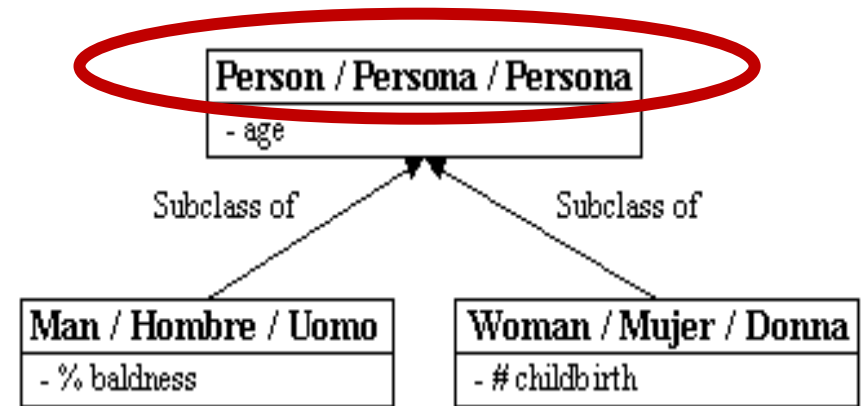 Person / Persona / Persona
- age
Subclass of
Subclass of
Man / Hombre / Uomo
- % baldness
Woman / Mujer / Donna
- # childbirth